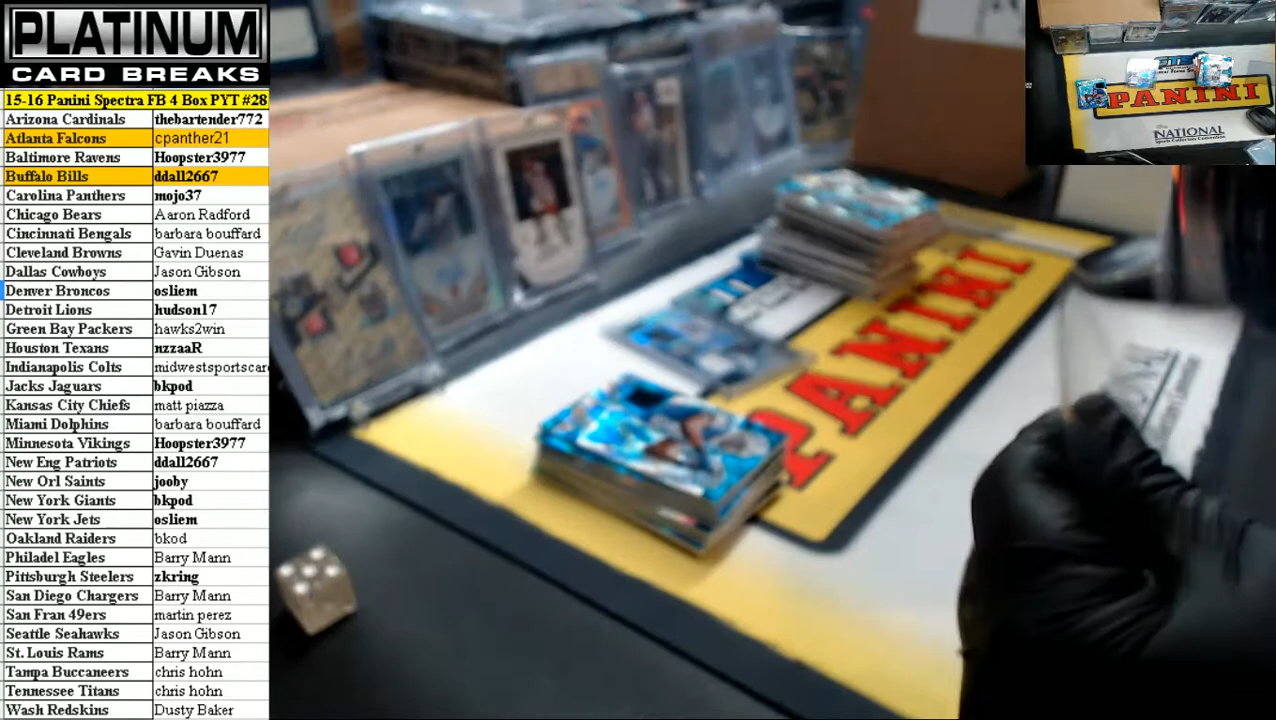 PLATINUM
CARD BREAKS
15-16 Panini Spectra FB 4 Box PYT #28
Arizona Cardinals thebartender772
Atlanta Falcons cpanther21
Baltimore Ravens Hoopster3977
Buffalo Bills ddall2667
Carolina Panthers mojo37
Chicago Bears Aaron Radford
Cincinnati Bengals barbara bouffard
Cleveland Browns Gavin Duenas
Dallas Cowboys Jason Gibson
Denver Broncos osliem
Detroit Lions hudson17
Green Bay Packers hawks2win
Houston Texans nzzaaR
Indianapolis Colts midwestsportscar
Jacks Jaguars bkpod
Kansas City Chiefs matt piazza
Miami Dolphins barbara bouffard
Minnesota Vikings Hoopster3977
New Eng Patriots ddall2667
New Orl Saints jooby
New York Giants bkpod
New York Jets osliem
Oakland Raiders bkod
Philadel Eagles Barry Mann
Pittsburgh Steelers zkring
San Diego Chargers Barry Mann
San Fran 49ers martin perez
Seattle Seahawks Jason Gibson
St. Louis Rams Barry Mann
Tampa Buccaneers chris hohn
Tennessee Titans chris hohn
Wash Redskins Dusty Baker
PANINI
PANINI
NATIONAL